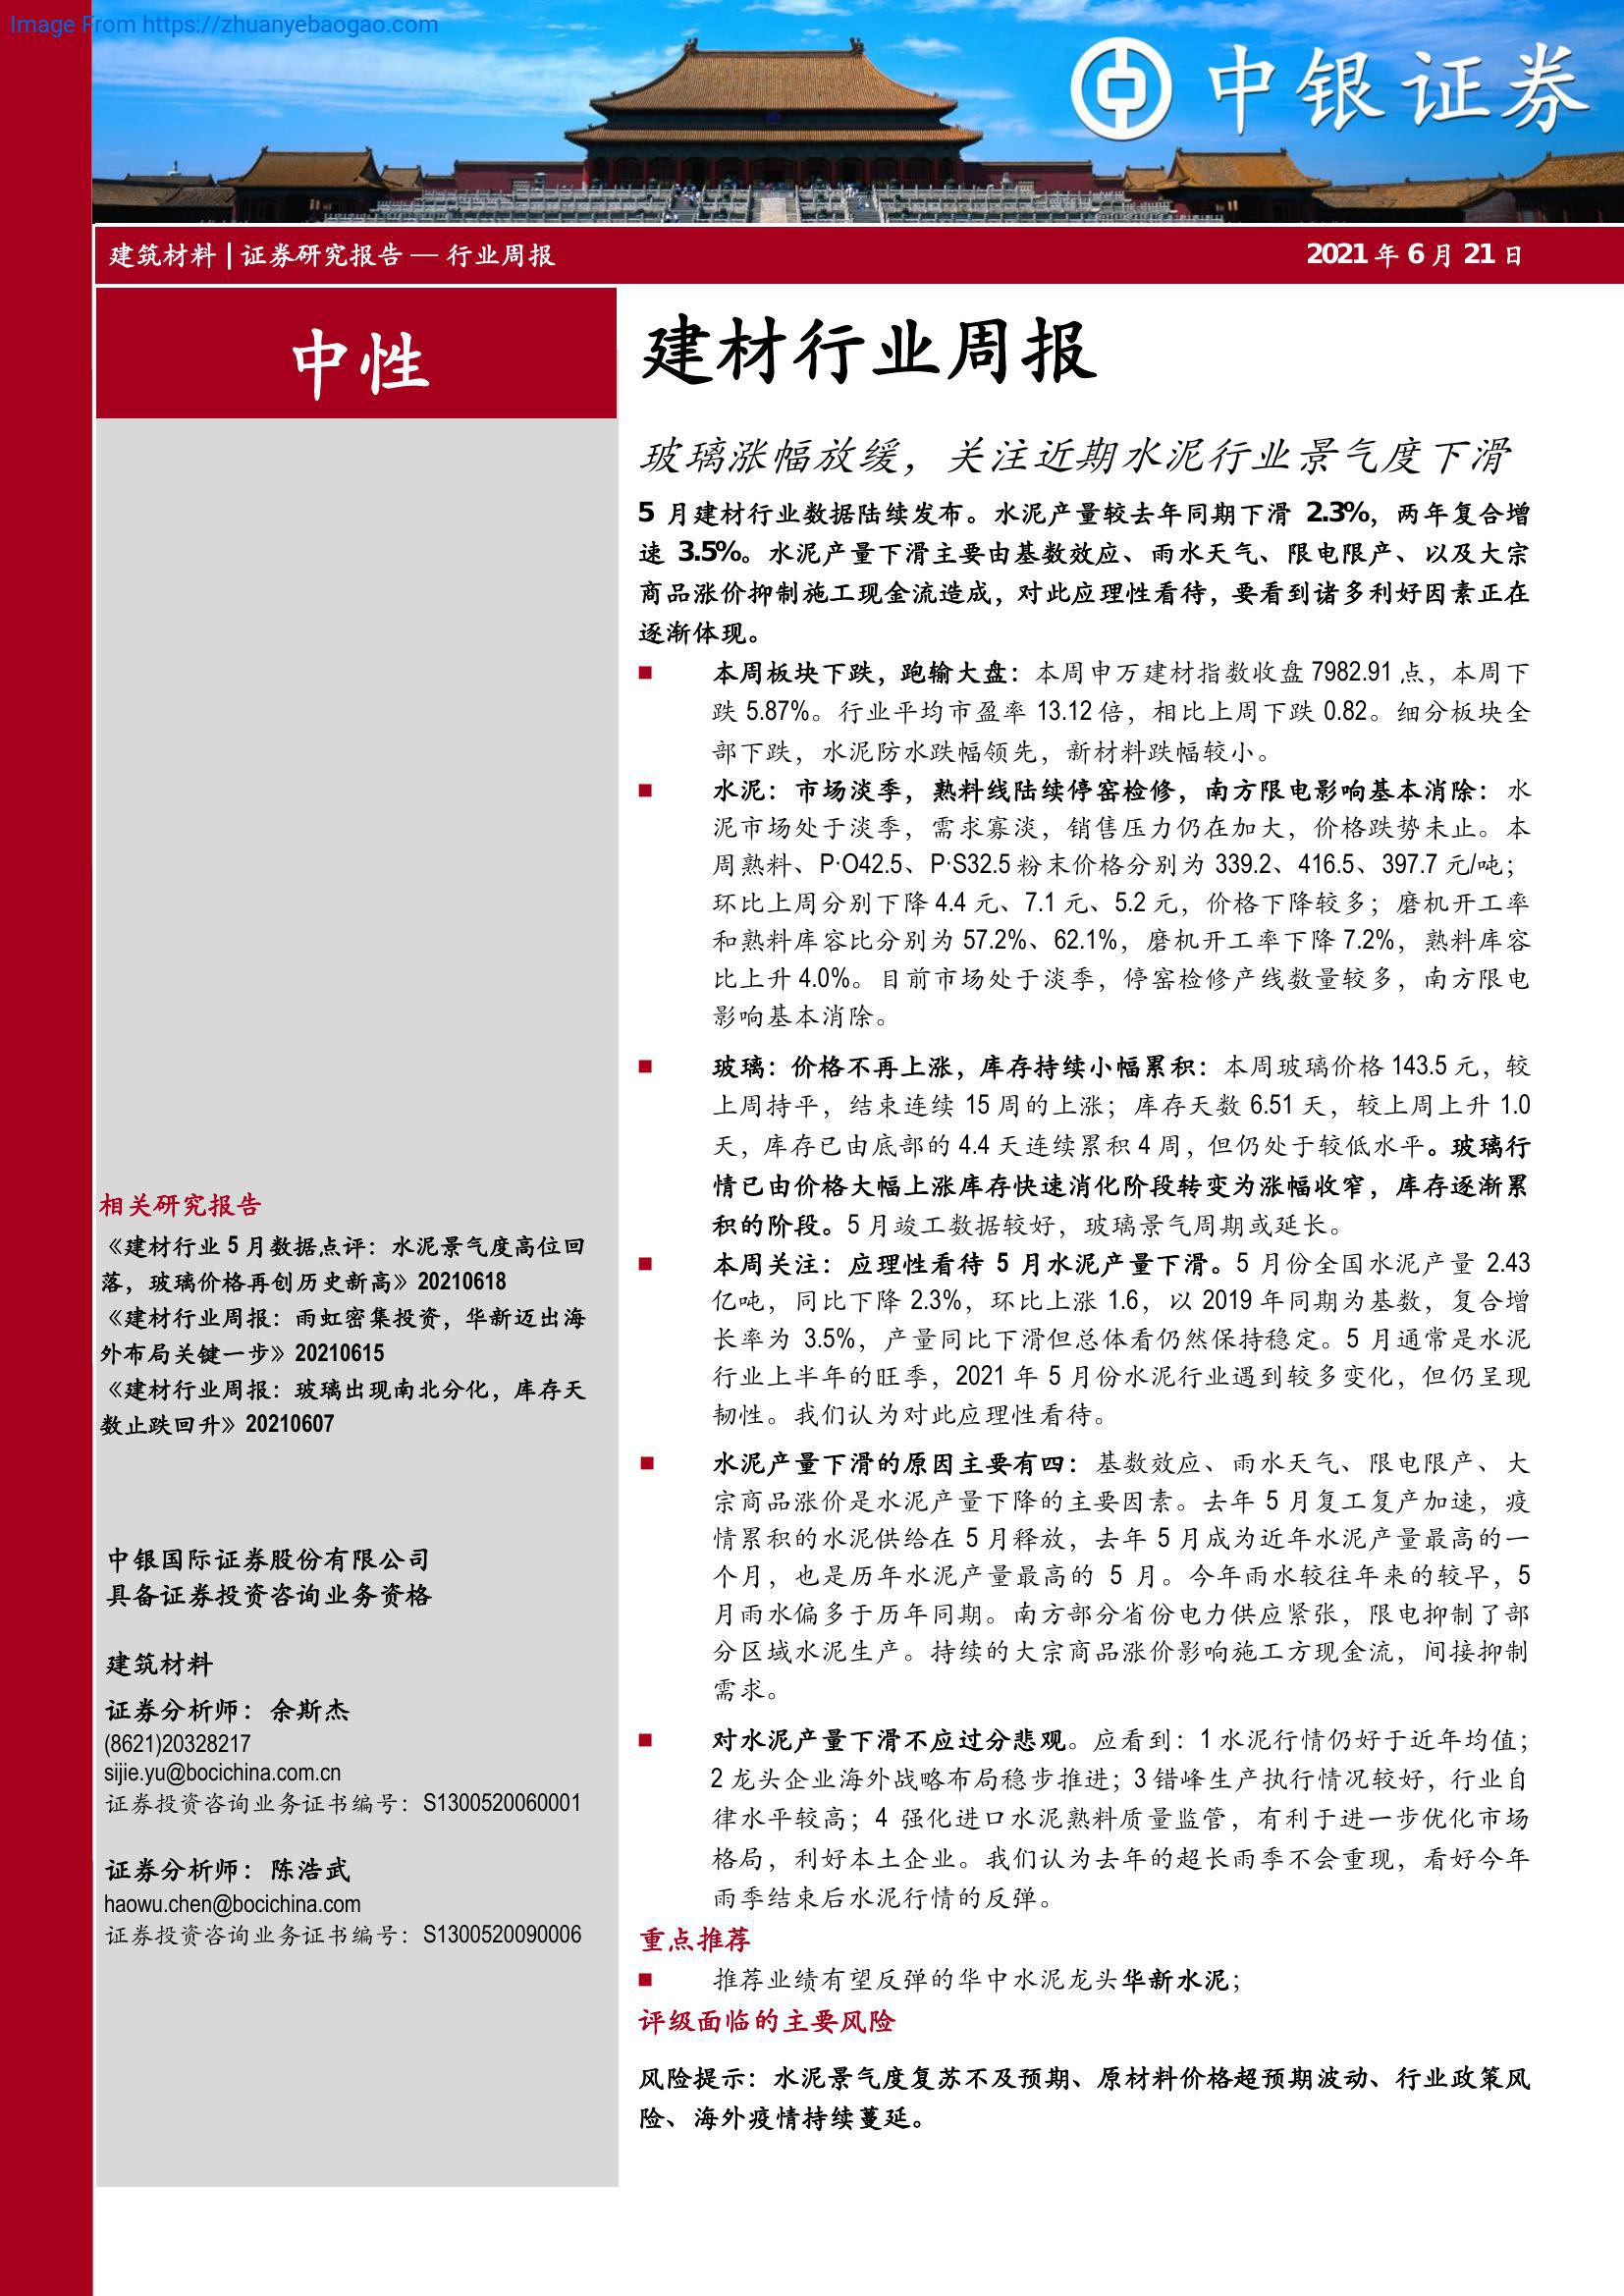 Image From https://zhuanyebaogao.com
中银证券
建筑材料 | 证券研究报告 — 行业周报
2021 年 6 月 21 日
中性
建材行业周报
玻璃涨幅放缓，关注近期水泥行业景气度下滑
5 月建材行业数据陆续发布。水泥产量较去年同期下滑 2.3%，两年复合增
速 3.5%。水泥产量下滑主要由基数效应、雨水天气、限电限产、以及大宗
商品涨价抑制施工现金流造成，对此应理性看待，要看到诸多利好因素正在
逐渐体现。
■ 本周板块下跌，跑输大盘：本周申万建材指数收盘 7982.91 点，本周下
跌 5.87%。行业平均市盈率 13.12 倍，相比上周下跌 0.82。细分板块全
部下跌，水泥防水跌幅领先，新材料跌幅较小。
■ 水泥：市场淡季，熟料线陆续停窑检修，南方限电影响基本消除：水
泥市场处于淡季，需求寡淡，销售压力仍在加大，价格跌势未止。本
周熟料、P·O42.5、P·S32.5 粉末价格分别为 339.2、416.5、397.7 元/吨；
环比上周分别下降 4.4 元、7.1 元、5.2 元，价格下降较多；磨机开工率
和熟料库容比分别为 57.2%、62.1%，磨机开工率下降 7.2%，熟料库容
比上升 4.0%。目前市场处于淡季，停窑检修产线数量较多，南方限电
影响基本消除。
■ 玻璃：价格不再上涨，库存持续小幅累积：本周玻璃价格 143.5 元，较
上周持平，结束连续 15 周的上涨；库存天数 6.51 天，较上周上升 1.0
天，库存已由底部的 4.4 天连续累积 4 周，但仍处于较低水平。玻璃行
情已由价格大幅上涨库存快速消化阶段转变为涨幅收窄，库存逐渐累
积的阶段。5 月竣工数据较好，玻璃景气周期或延长。
■ 本周关注：应理性看待 5 月水泥产量下滑。5 月份全国水泥产量 2.43
亿吨，同比下降 2.3%，环比上涨 1.6，以 2019 年同期为基数，复合增
长率为 3.5%，产量同比下滑但总体看仍然保持稳定。5 月通常是水泥
行业上半年的旺季，2021 年 5 月份水泥行业遇到较多变化，但仍呈现
韧性。我们认为对此应理性看待。
■ 水泥产量下滑的原因主要有四：基数效应、雨水天气、限电限产、大
宗商品涨价是水泥产量下降的主要因素。去年 5 月复工复产加速，疫
情累积的水泥供给在 5 月释放，去年 5 月成为近年水泥产量最高的一
个月，也是历年水泥产量最高的 5 月。今年雨水较往年来的较早，5
月雨水偏多于历年同期。南方部分省份电力供应紧张，限电抑制了部
分区域水泥生产。持续的大宗商品涨价影响施工方现金流，间接抑制
需求。
■ 对水泥产量下滑不应过分悲观。应看到：1 水泥行情仍好于近年均值；
2 龙头企业海外战略布局稳步推进；3 错峰生产执行情况较好，行业自
律水平较高；4 强化进口水泥熟料质量监管，有利于进一步优化市场
格局，利好本土企业。我们认为去年的超长雨季不会重现，看好今年
雨季结束后水泥行情的反弹。
重点推荐
■ 推荐业绩有望反弹的华中水泥龙头华新水泥；
评级面临的主要风险
风险提示：水泥景气度复苏不及预期、原材料价格超预期波动、行业政策风
险、海外疫情持续蔓延。
相关研究报告
《建材行业 5 月数据点评：水泥景气度高位回
落，玻璃价格再创历史新高》20210618
《建材行业周报：雨虹密集投资，华新迈出海
外布局关键一步》20210615
《建材行业周报：玻璃出现南北分化，库存天
数止跌回升》20210607
中银国际证券股份有限公司
具备证券投资咨询业务资格
建筑材料
证券分析师：余斯杰
(8621)20328217
sijie.yu@bocichina.com.cn
证券投资咨询业务证书编号：S1300520060001
证券分析师：陈浩武
haowu.chen@bocichina.com
证券投资咨询业务证书编号：S1300520090006